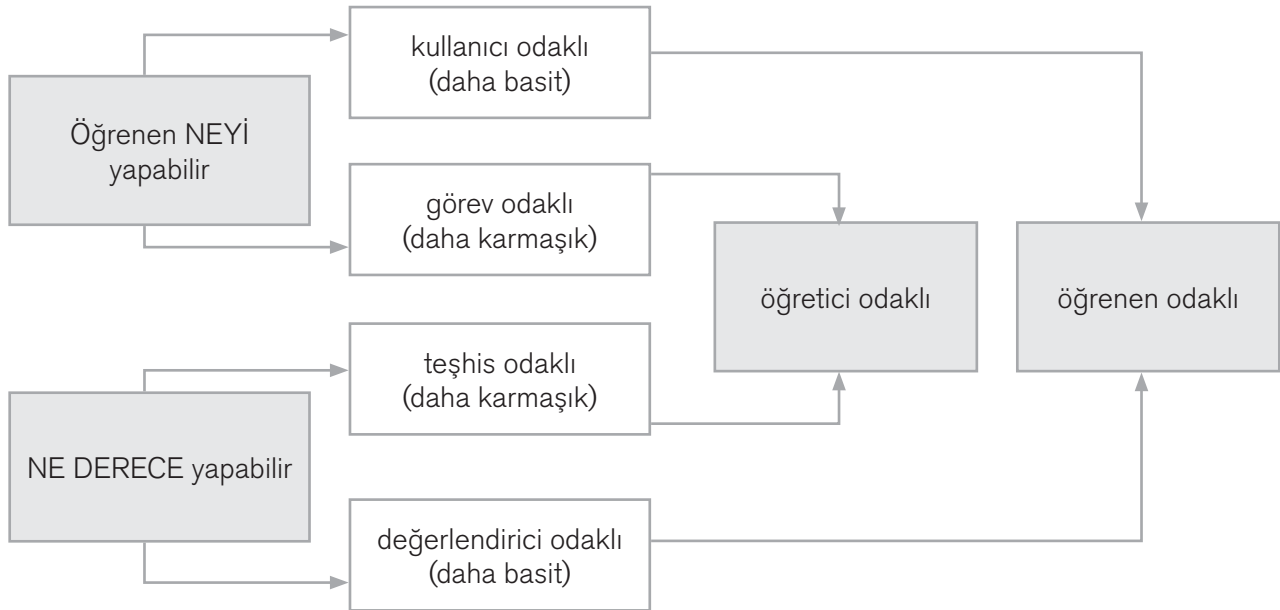 kullanıcı odaklı
(daha basit)
Öğrenen NEYİ
yapabilir
görev odaklı
(daha karmaşık)
öğretici odaklı
öğrenen odaklı
teşhis odaklı
(daha karmaşık)
NE DERECE yapabilir
değerlendirici odaklı
(daha basit)